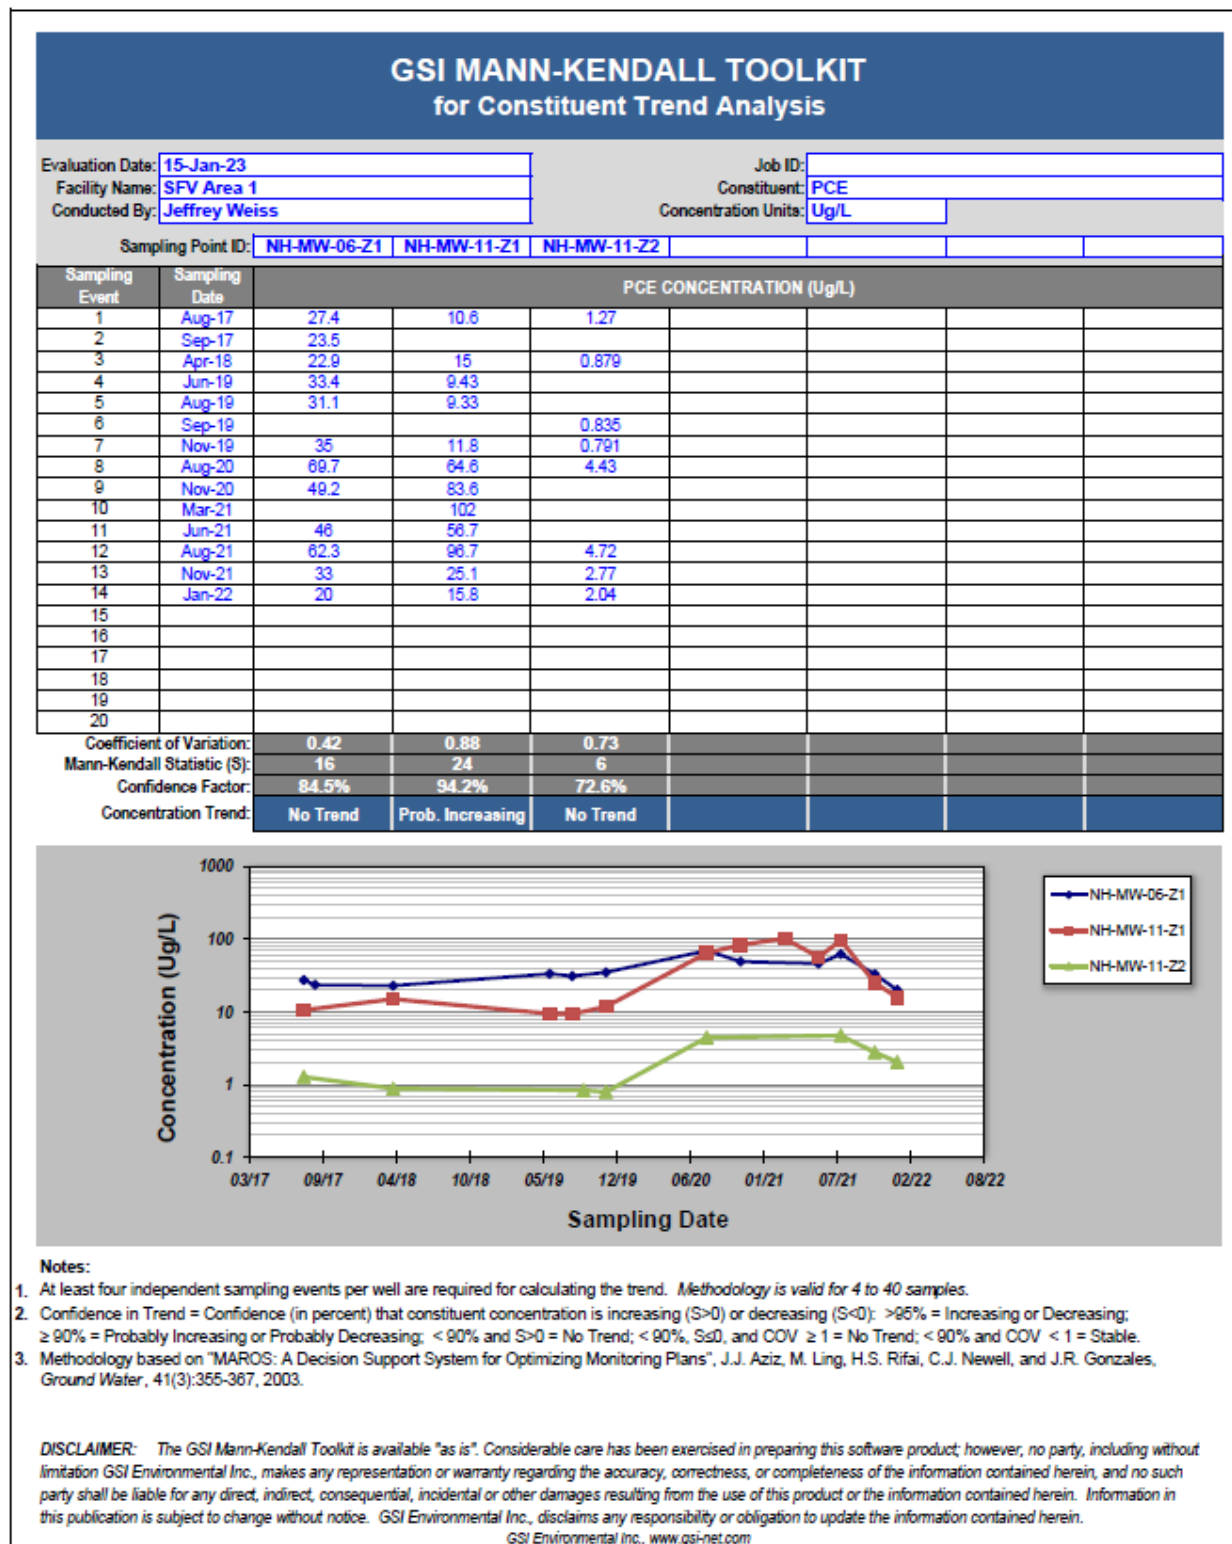 GSI MANN-KENDALL TOOLKIT
for Constituent Trend Analysis
Evaluation Date: 15-Jan-23 Job ID:
Facility Name: SFV Area 1 Constituent: PCE
Conducted By: Jeffrey Weiss Concentration Units: Ug/L
Sampling Point ID: NH-MW-06-Z1 NH-MW-11-Z1 NH-MW-11-Z2
Sampling Event Sampling Date PCE CONCENTRATION (Ug/L)
1 Aug-17 27.4 10.6 1.27
2 Sep-17 23.5
3 Apr-18 22.9 15 0.879
4 Jun-19 33.4 9.43
5 Aug-19 31.1 9.33
6 Sep-19 0.835
7 Nov-19 35 11.8 0.791
8 Aug-20 69.7 64.6 4.43
9 Nov-20 49.2 83.6
10 Mar-21 102
11 Jun-21 46 56.7
12 Aug-21 62.3 96.7 4.72
13 Nov-21 33 25.1 2.77
14 Jan-22 20 15.8 2.04
15
16
17
18
19
20
Coefficient of Variation: 0.42 0.88 0.73
Mann-Kendall Statistic (S): 16 24 6
Confidence Factor: 84.5% 94.2% 72.6%
Concentration Trend: No Trend Prob. Increasing No Trend
Concentration (Ug/L)
1000
100
10
1
0.1
03/17 09/17 04/18 10/18 05/19 12/19 06/20 01/21 07/21 02/22 08/22
Sampling Date
NH-MW-06-Z1
NH-MW-11-Z1
NH-MW-11-Z2
Notes:
1. At least four independent sampling events per well are required for calculating the trend. Methodology is valid for 4 to 40 samples.
2. Confidence in Trend = Confidence (in percent) that constituent concentration is increasing (S>0) or decreasing (S<0): >95% = Increasing or Decreasing;
≥ 90% = Probably Increasing or Probably Decreasing; < 90% and S>0 = No Trend; < 90%, S≤0, and COV ≥ 1 = No Trend; < 90% and COV < 1 = Stable.
3. Methodology based on "MAROS: A Decision Support System for Optimizing Monitoring Plans", J.J. Aziz, M. Ling, H.S. Rifai, C.J. Newell, and J.R. Gonzales,
Ground Water, 41(3):355-367, 2003.
DISCLAIMER: The GSI Mann-Kendall Toolkit is available "as is". Considerable care has been exercised in preparing this software product; however, no party, including without
limitation GSI Environmental Inc., makes any representation or warranty regarding the accuracy, correctness, or completeness of the information contained herein, and no such
party shall be liable for any direct, indirect, consequential, incidental or other damages resulting from the use of this product or the information contained herein. Information in
this publication is subject to change without notice. GSI Environmental Inc., disclaims any responsibility or obligation to update the information contained herein.
GSI Environmental Inc., www.gsi-net.com